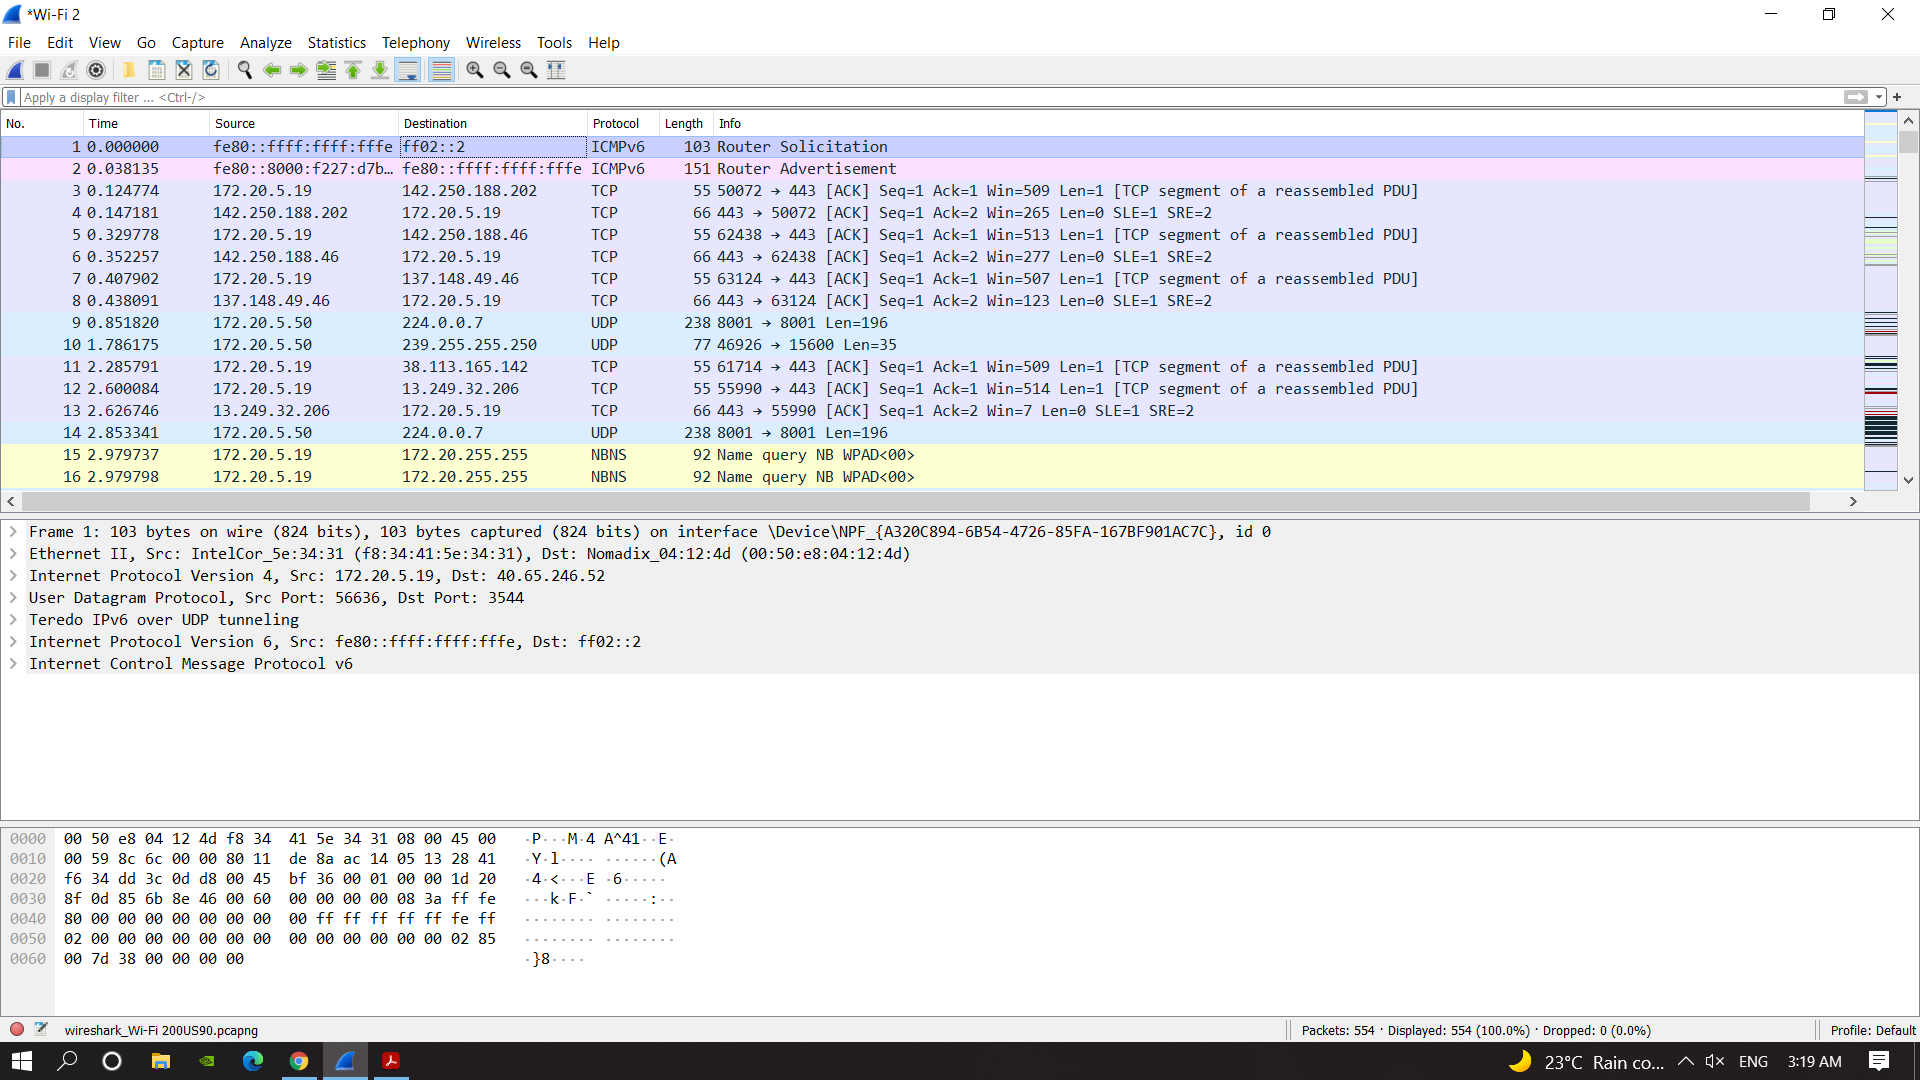 *Wi-Fi 2
File Edit View Go Capture Analyze Statistics Telephony Wireless Tools Help
Apply a display filter ... <Ctrl-/>
No. Time Source Destination Protocol Length Info
1 0.000000 fe80::ffff:ffff:fffe ff02::2 ICMPv6 103 Router Solicitation
2 0.038135 fe80::8000:f227:d7b… fe80::ffff:ffff:fffe ICMPv6 151 Router Advertisement
3 0.124774 172.20.5.19 142.250.188.202 TCP 55 50072 → 443 [ACK] Seq=1 Ack=1 Win=509 Len=1 [TCP segment of a reassembled PDU]
4 0.147181 142.250.188.202 172.20.5.19 TCP 66 443 → 50072 [ACK] Seq=1 Ack=2 Win=265 Len=0 SLE=1 SRE=2
5 0.329778 172.20.5.19 142.250.188.46 TCP 55 62438 → 443 [ACK] Seq=1 Ack=1 Win=513 Len=1 [TCP segment of a reassembled PDU]
6 0.352257 142.250.188.46 172.20.5.19 TCP 66 443 → 62438 [ACK] Seq=1 Ack=2 Win=277 Len=0 SLE=1 SRE=2
7 0.407902 172.20.5.19 137.148.49.46 TCP 55 63124 → 443 [ACK] Seq=1 Ack=1 Win=507 Len=1 [TCP segment of a reassembled PDU]
8 0.438091 137.148.49.46 172.20.5.19 TCP 66 443 → 63124 [ACK] Seq=1 Ack=2 Win=123 Len=0 SLE=1 SRE=2
9 0.851820 172.20.5.50 224.0.0.7 UDP 238 8001 → 8001 Len=196
10 1.786175 172.20.5.50 239.255.255.250 UDP 77 46926 → 15600 Len=35
11 2.285791 172.20.5.19 38.113.165.142 TCP 55 61714 → 443 [ACK] Seq=1 Ack=1 Win=509 Len=1 [TCP segment of a reassembled PDU]
12 2.600084 172.20.5.19 13.249.32.206 TCP 55 55990 → 443 [ACK] Seq=1 Ack=1 Win=514 Len=1 [TCP segment of a reassembled PDU]
13 2.626746 13.249.32.206 172.20.5.19 TCP 66 443 → 55990 [ACK] Seq=1 Ack=2 Win=7 Len=0 SLE=1 SRE=2
14 2.853341 172.20.5.50 224.0.0.7 UDP 238 8001 → 8001 Len=196
15 2.979737 172.20.5.19 172.20.255.255 NBNS 92 Name query NB WPAD<00>
16 2.979798 172.20.5.19 172.20.255.255 NBNS 92 Name query NB WPAD<00>
Frame 1: 103 bytes on wire (824 bits), 103 bytes captured (824 bits) on interface \Device\NPF_{A320C894-6B54-4726-85FA-167BF901AC7C}, id 0
Ethernet II, Src: IntelCor_5e:34:31 (f8:34:41:5e:34:31), Dst: Nomadix_04:12:4d (00:50:e8:04:12:4d)
Internet Protocol Version 4, Src: 172.20.5.19, Dst: 40.65.246.52
User Datagram Protocol, Src Port: 56636, Dst Port: 3544
Teredo IPv6 over UDP tunneling
Internet Protocol Version 6, Src: fe80::ffff:ffff:fffe, Dst: ff02::2
Internet Control Message Protocol v6
0000 00 50 e8 04 12 4d f8 34 41 5e 34 31 08 00 45 00 ·P···M·4 A^41··E·
0010 00 59 8c 6c 00 00 80 11 de 8a ac 14 05 13 28 41 ·Y·l···· ······(A
0020 f6 34 dd 3c 0d d8 00 45 bf 36 00 01 00 00 1d 20 ·4·<···E ·6·····
0030 8f 0d 85 6b 8e 46 00 60 00 00 00 00 08 3a ff fe ···k·F·` ·····:··
0040 80 00 00 00 00 00 00 00 00 ff ff ff ff ff fe ff ········ ········
0050 02 00 00 00 00 00 00 00 00 00 00 00 00 00 02 85 ········ ········
0060 00 7d 38 00 00 00 00 ·}8····
wireshark_Wi-Fi 200US90.pcapng Packets: 554 · Displayed: 554 (100.0%) · Dropped: 0 (0.0%) Profile: Default
23°C Rain co... ENG 3:19 AM